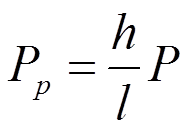 P_p = \frac{h}{l} P